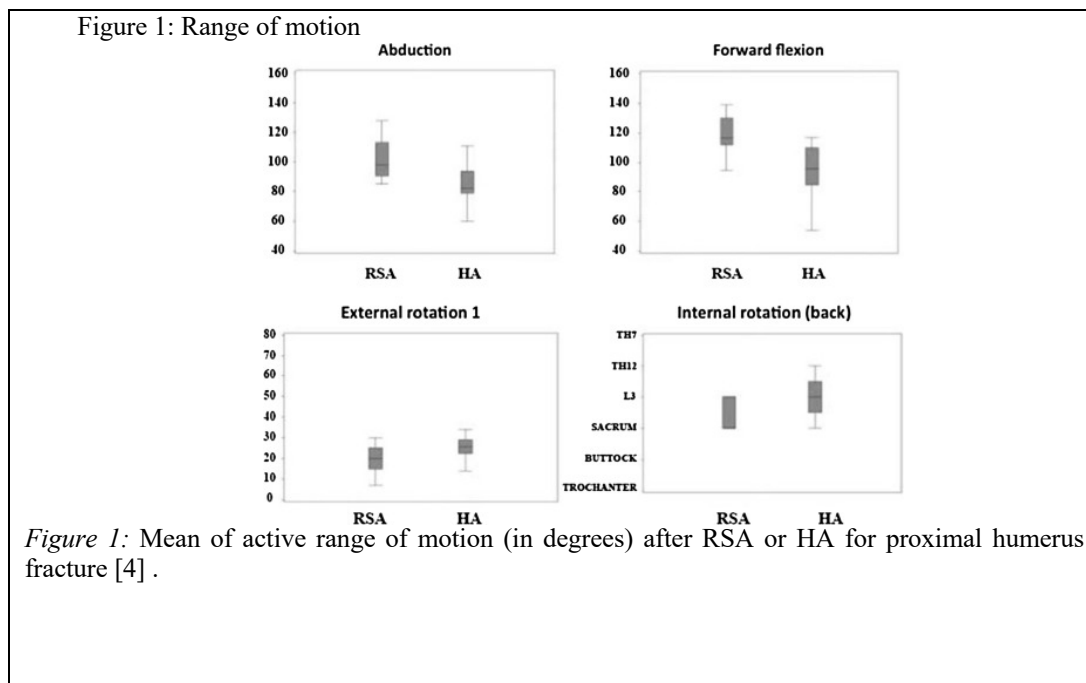 Figure 1: Range of motion
Abduction
160
140
120
100
80
60
40
RSA HA
Forward flexion
160
140
120
100
80
60
40
RSA HA
External rotation 1
80
70
60
50
40
30
20
10
0
RSA HA
Internal rotation (back)
TH7
TH12
L3
SACRUM
BUTTOCK
TROCHANTER
RSA HA
Figure 1: Mean of active range of motion (in degrees) after RSA or HA for proximal humerus
fracture [4] .